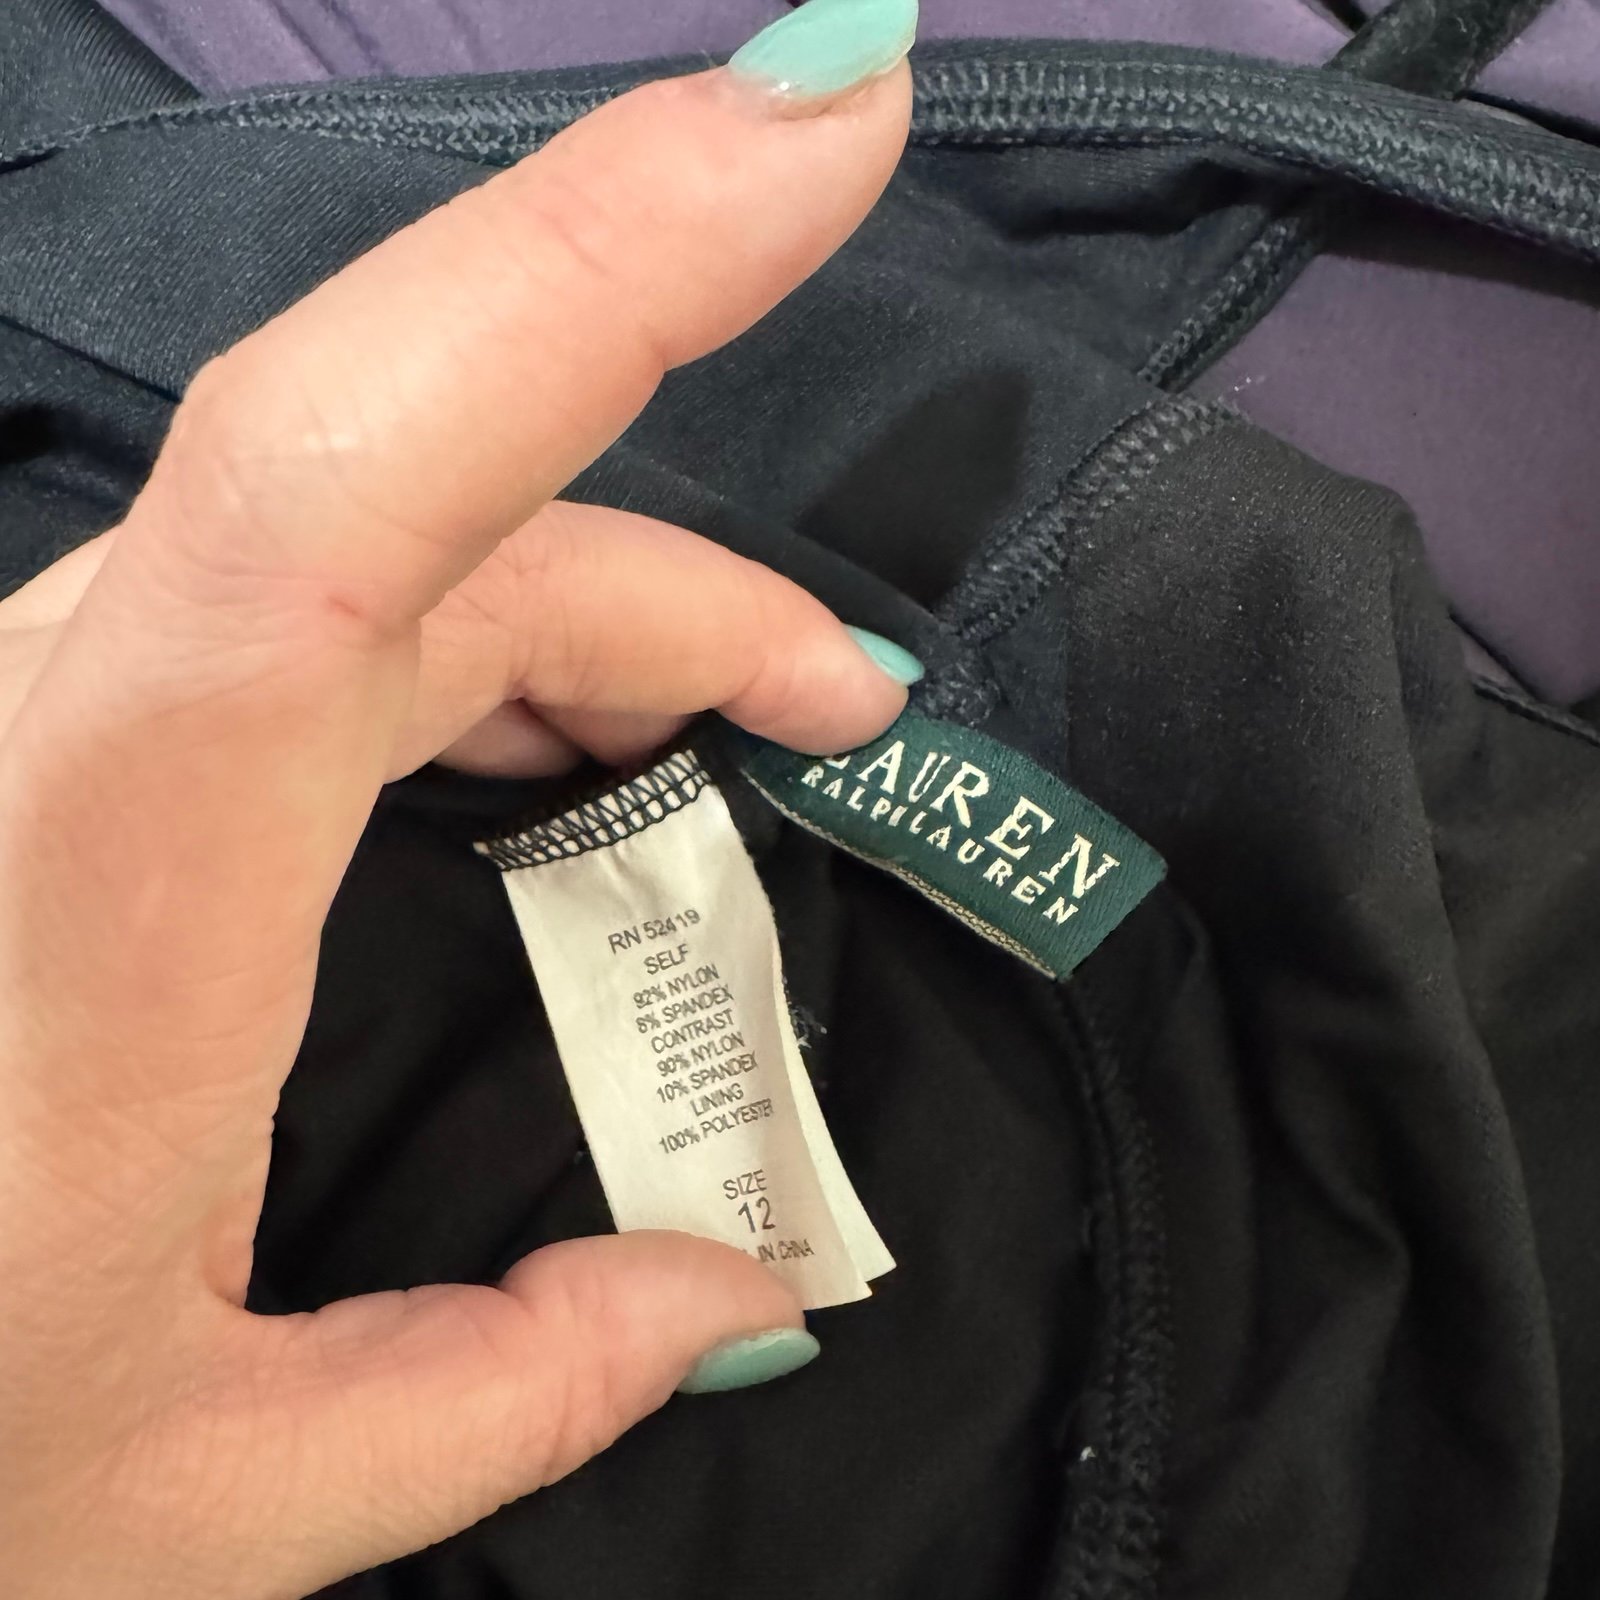 LAUREN
RALPH LAUREN
RN 52419
SELF
92% NYLON
8% SPANDEX
CONTRAST
90% NYLON
10% SPANDEX
LINING
100% POLYESTER
SIZE
12
IN CHINA